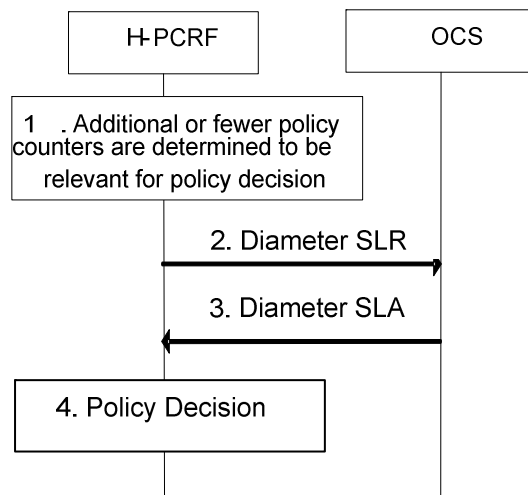 H-PCRF
OCS
1 . Additional or fewer policy
counters are determined to be
relevant for policy decision
2. Diameter SLR
3. Diameter SLA
4. Policy Decision